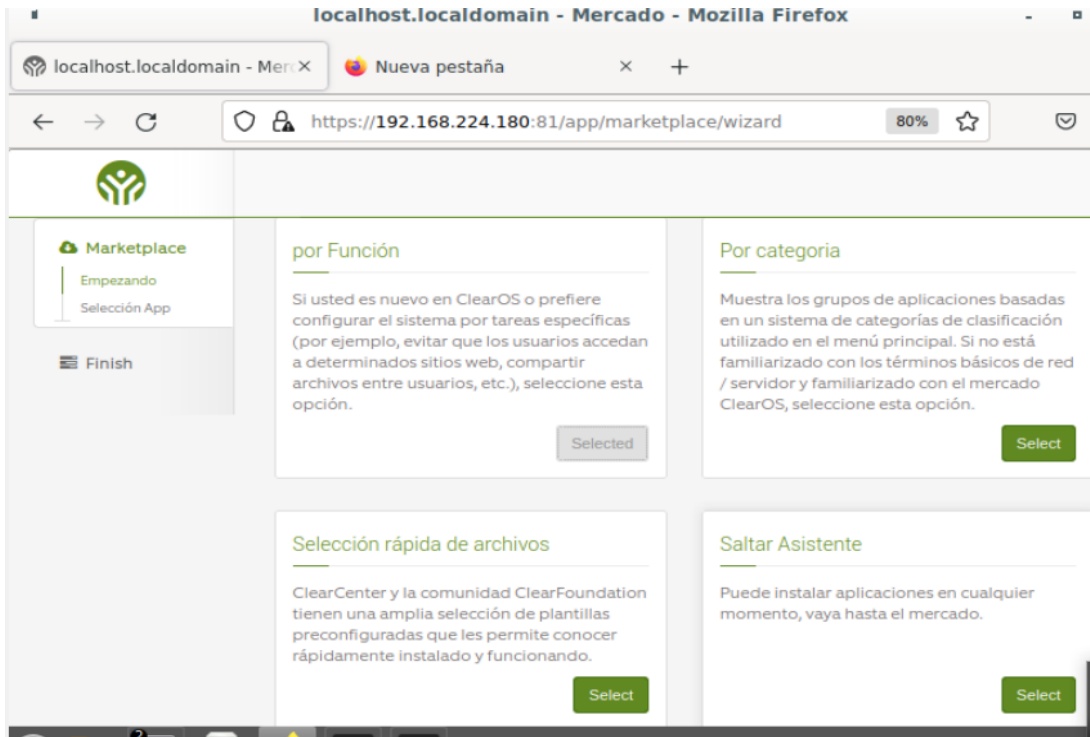 localhost.localdomain - Mercado - Mozilla Firefox
localhost.localdomain - Mer
Nueva pestaña
https://192.168.224.180:81/app/marketplace/wizard
80%
Marketplace
Empezando
Selección App
Finish
por Función
Si usted es nuevo en ClearOS o prefiere
configurar el sistema por tareas específicas
(por ejemplo, evitar que los usuarios accedan
a determinados sitios web, compartir
archivos entre usuarios, etc.), seleccione esta
opción.
Selected
Por categoria
Muestra los grupos de aplicaciones basadas
en un sistema de categorías de clasificación
utilizado en el menú principal. Si no está
familiarizado con los términos básicos de red
/ servidor y familiarizado con el mercado
ClearOS, seleccione esta opción.
Select
Selección rápida de archivos
ClearCenter y la comunidad ClearFoundation
tienen una amplia selección de plantillas
preconfiguradas que les permite conocer
rápidamente instalado y funcionando.
Select
Saltar Asistente
Puede instalar aplicaciones en cualquier
momento, vaya hasta el mercado.
Select
2